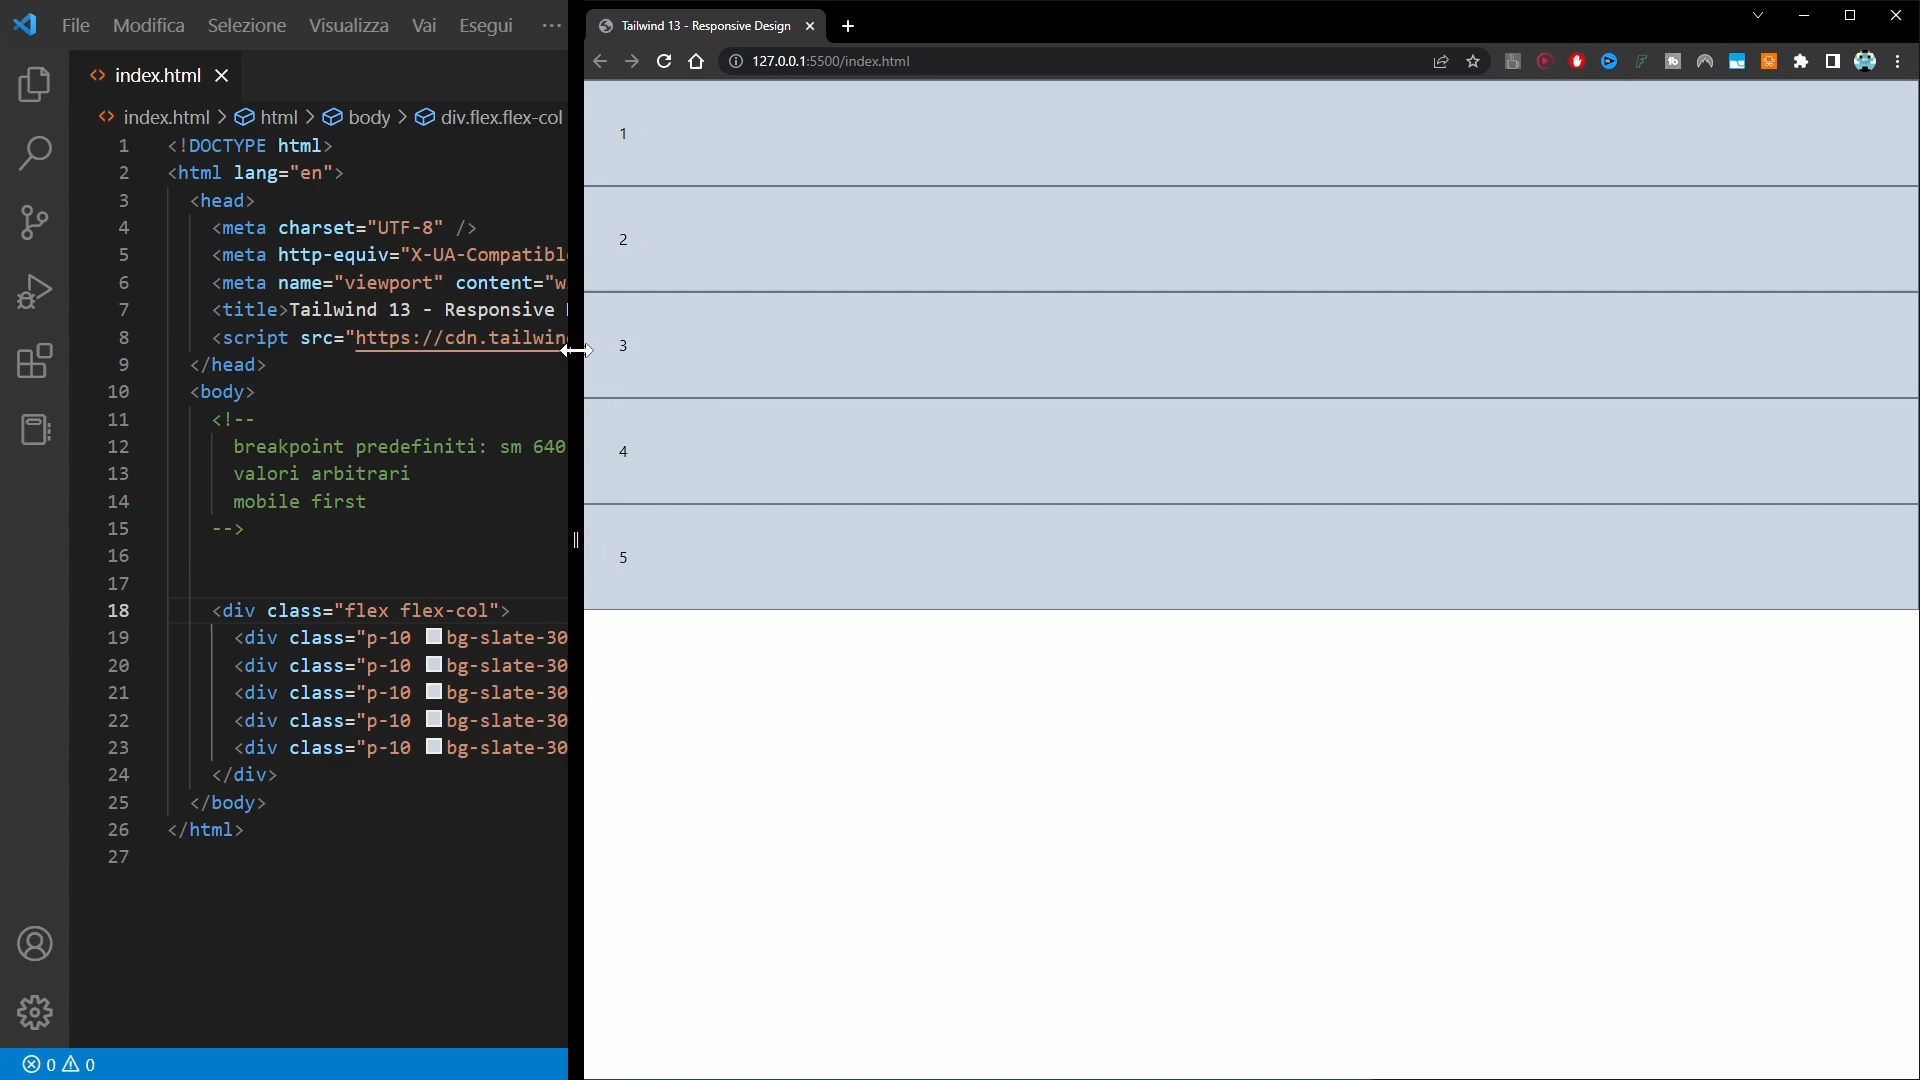 File Modifica Selezione Visualizza Vai Esegui ···
index.html
index.html > html > body > div.flex.flex-col
1 <!DOCTYPE html>
2 <html lang="en">
3 <head>
4 <meta charset="UTF-8" />
5 <meta http-equiv="X-UA-Compatibl
6 <meta name="viewport" content="w
7 <title>Tailwind 13 - Responsive
8 <script src="https://cdn.tailwin
9 </head>
10 <body>
11 <!--
12 breakpoint predefiniti: sm 640
13 valori arbitrari
14 mobile first
15 -->
16
17
18 <div class="flex flex-col">
19 <div class="p-10 bg-slate-30
20 <div class="p-10 bg-slate-30
21 <div class="p-10 bg-slate-30
22 <div class="p-10 bg-slate-30
23 <div class="p-10 bg-slate-30
24 </div>
25 </body>
26 </html>
27
0 0
Tailwind 13 - Responsive Design
127.0.0.1:5500/index.html
1
2
3
4
5